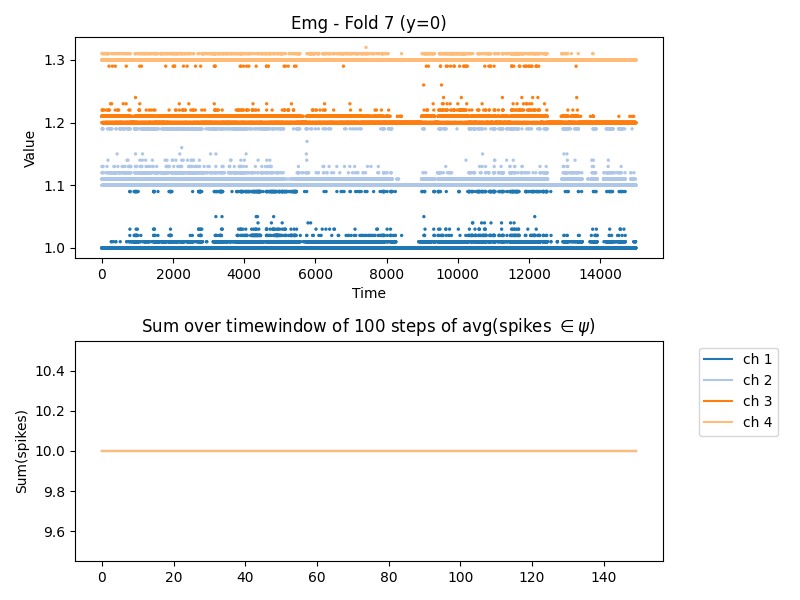 Emg - Fold 7 (y=0)
Value
1.3
1.2
1.1
1.0
0 2000 4000 6000 8000 10000 12000 14000
Time
Sum over timewindow of 100 steps of avg(spikes ∈ ψ)
Sum(spikes)
10.4
10.2
10.0
9.8
9.6
0 20 40 60 80 100 120 140
ch 1
ch 2
ch 3
ch 4